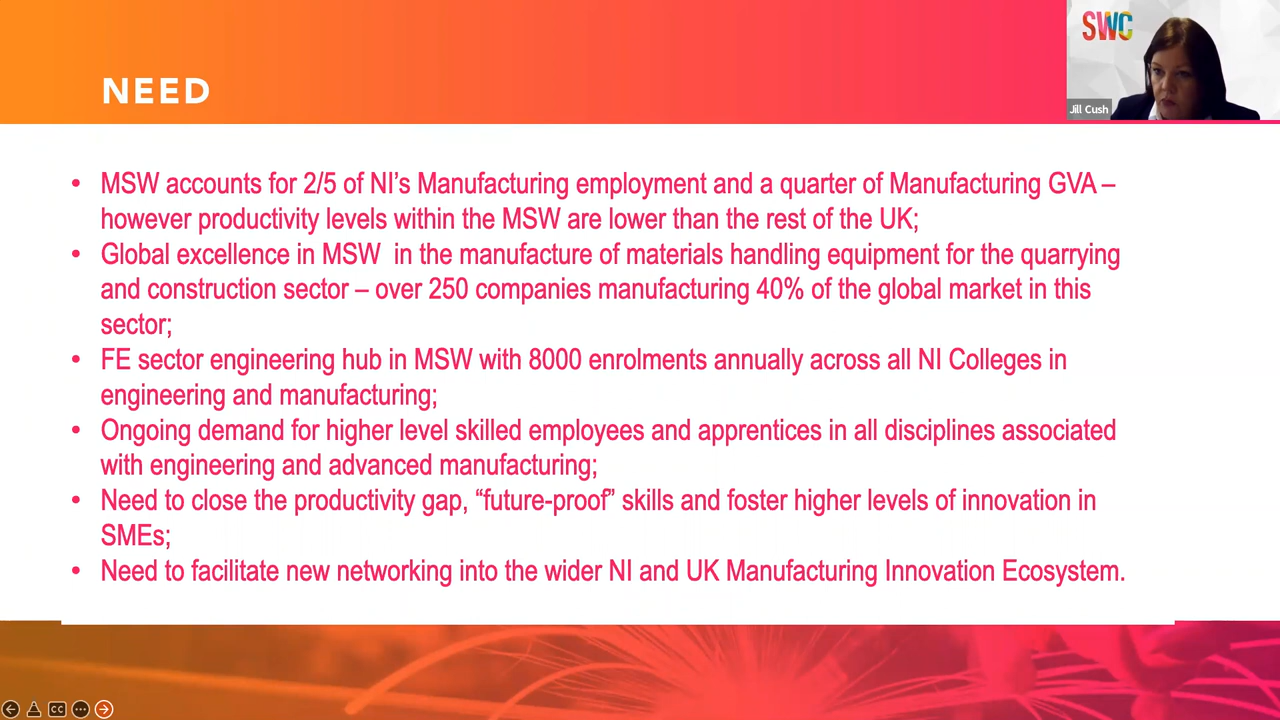 NEED
SWC
Jill Cush
• MSW accounts for 2/5 of NI’s Manufacturing employment and a quarter of Manufacturing GVA –
however productivity levels within the MSW are lower than the rest of the UK;
• Global excellence in MSW  in the manufacture of materials handling equipment for the quarrying
and construction sector – over 250 companies manufacturing 40% of the global market in this
sector;
• FE sector engineering hub in MSW with 8000 enrolments annually across all NI Colleges in
engineering and manufacturing;
• Ongoing demand for higher level skilled employees and apprentices in all disciplines associated
with engineering and advanced manufacturing;
• Need to close the productivity gap, “future-proof” skills and foster higher levels of innovation in
SMEs;
• Need to facilitate new networking into the wider NI and UK Manufacturing Innovation Ecosystem.
CC